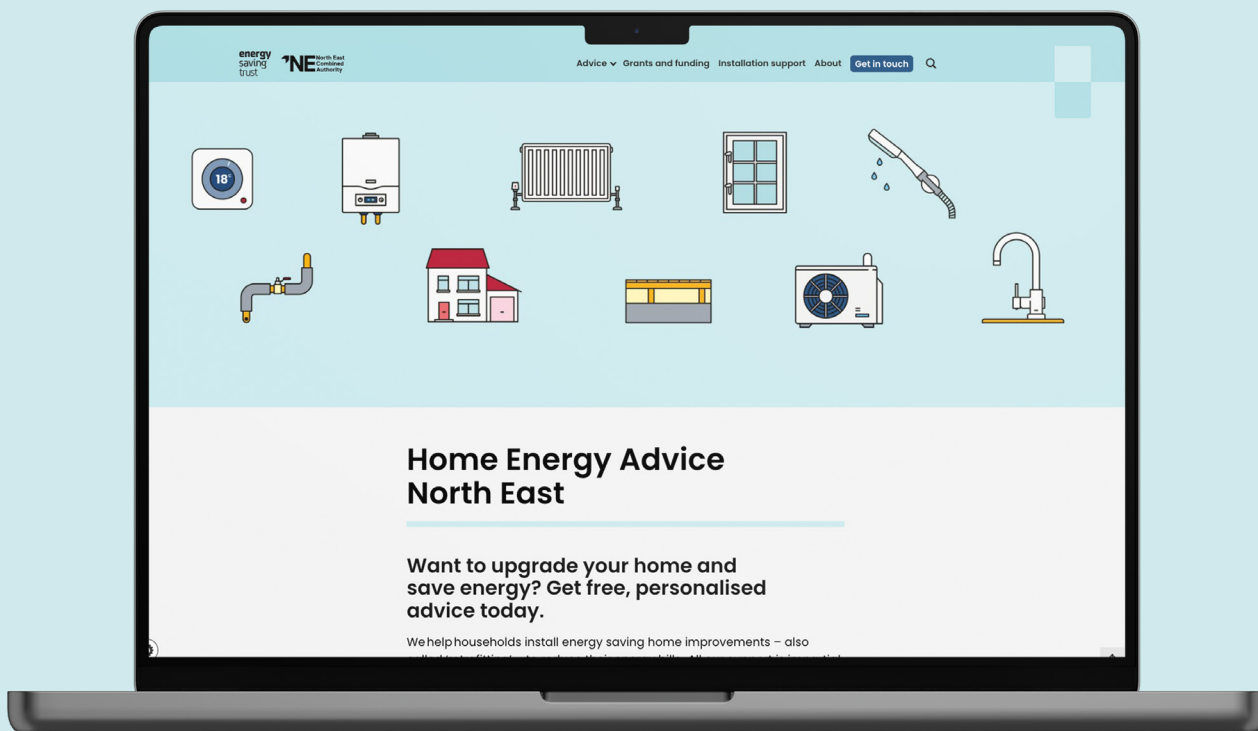 energy
saving
trust
NE North East
Combined
Authority
Advice
Grants and funding
Installation support
About
Get in touch
18°
Home Energy Advice
North East
Want to upgrade your home and
save energy? Get free, personalised
advice today.
We help households install energy saving home improvements – also